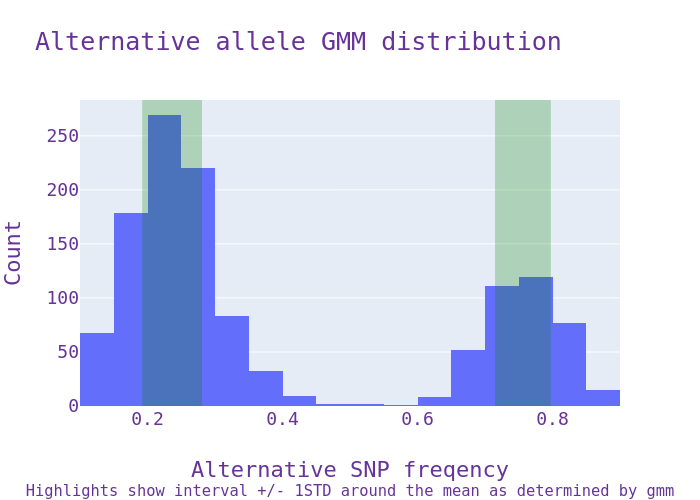 Alternative allele GMM distribution
250
200
150
100
50
0
Count
0.2 0.4 0.6 0.8
Alternative SNP freqency
Highlights show interval +/- 1STD around the mean as determined by gmm